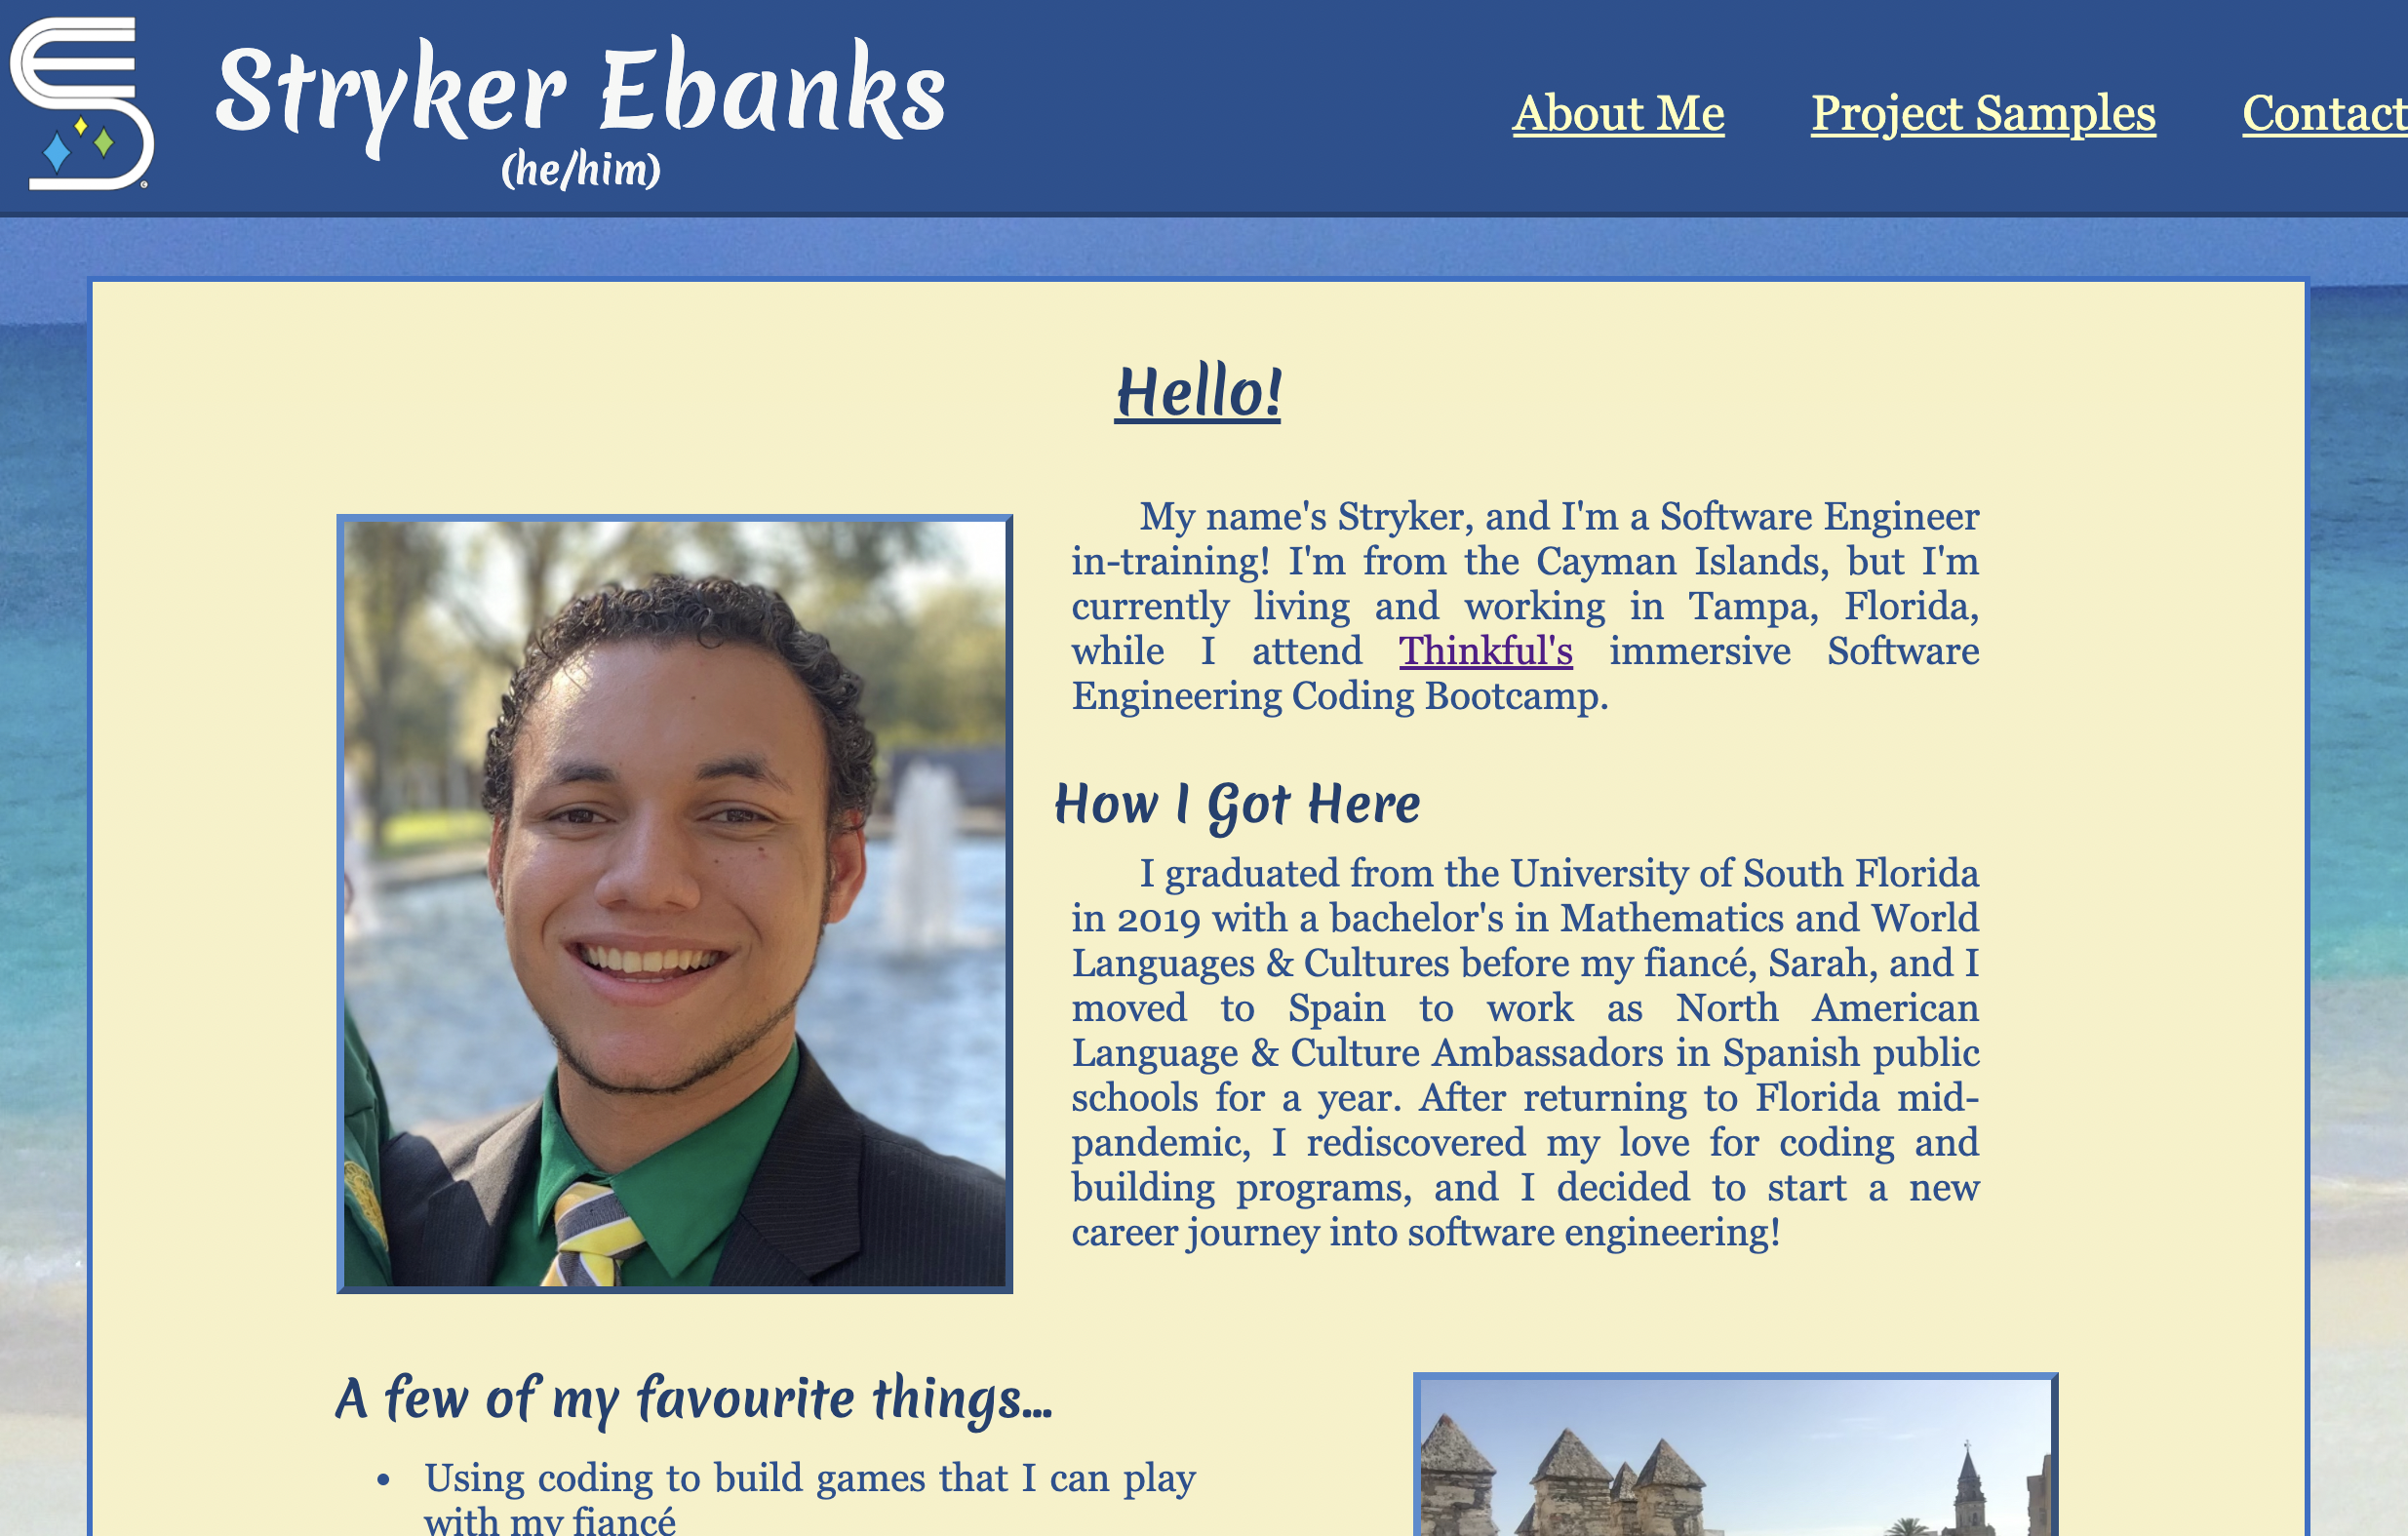 Stryker Ebanks
(he/him)
About Me Project Samples Contact
Hello!
My name's Stryker, and I'm a Software Engineer
in-training! I'm from the Cayman Islands, but I'm
currently living and working in Tampa, Florida,
while I attend Thinkful's immersive Software
Engineering Coding Bootcamp.
How I Got Here
I graduated from the University of South Florida
in 2019 with a bachelor's in Mathematics and World
Languages & Cultures before my fiancé, Sarah, and I
moved to Spain to work as North American
Language & Culture Ambassadors in Spanish public
schools for a year. After returning to Florida mid-
pandemic, I rediscovered my love for coding and
building programs, and I decided to start a new
career journey into software engineering!
A few of my favourite things...
• Using coding to build games that I can play
with my fiancé